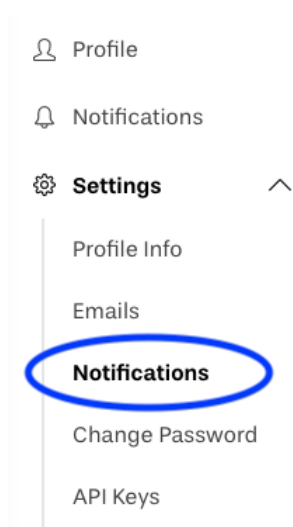 Profile
Notifications
Settings
Profile Info
Emails
Notifications
Change Password
API Keys